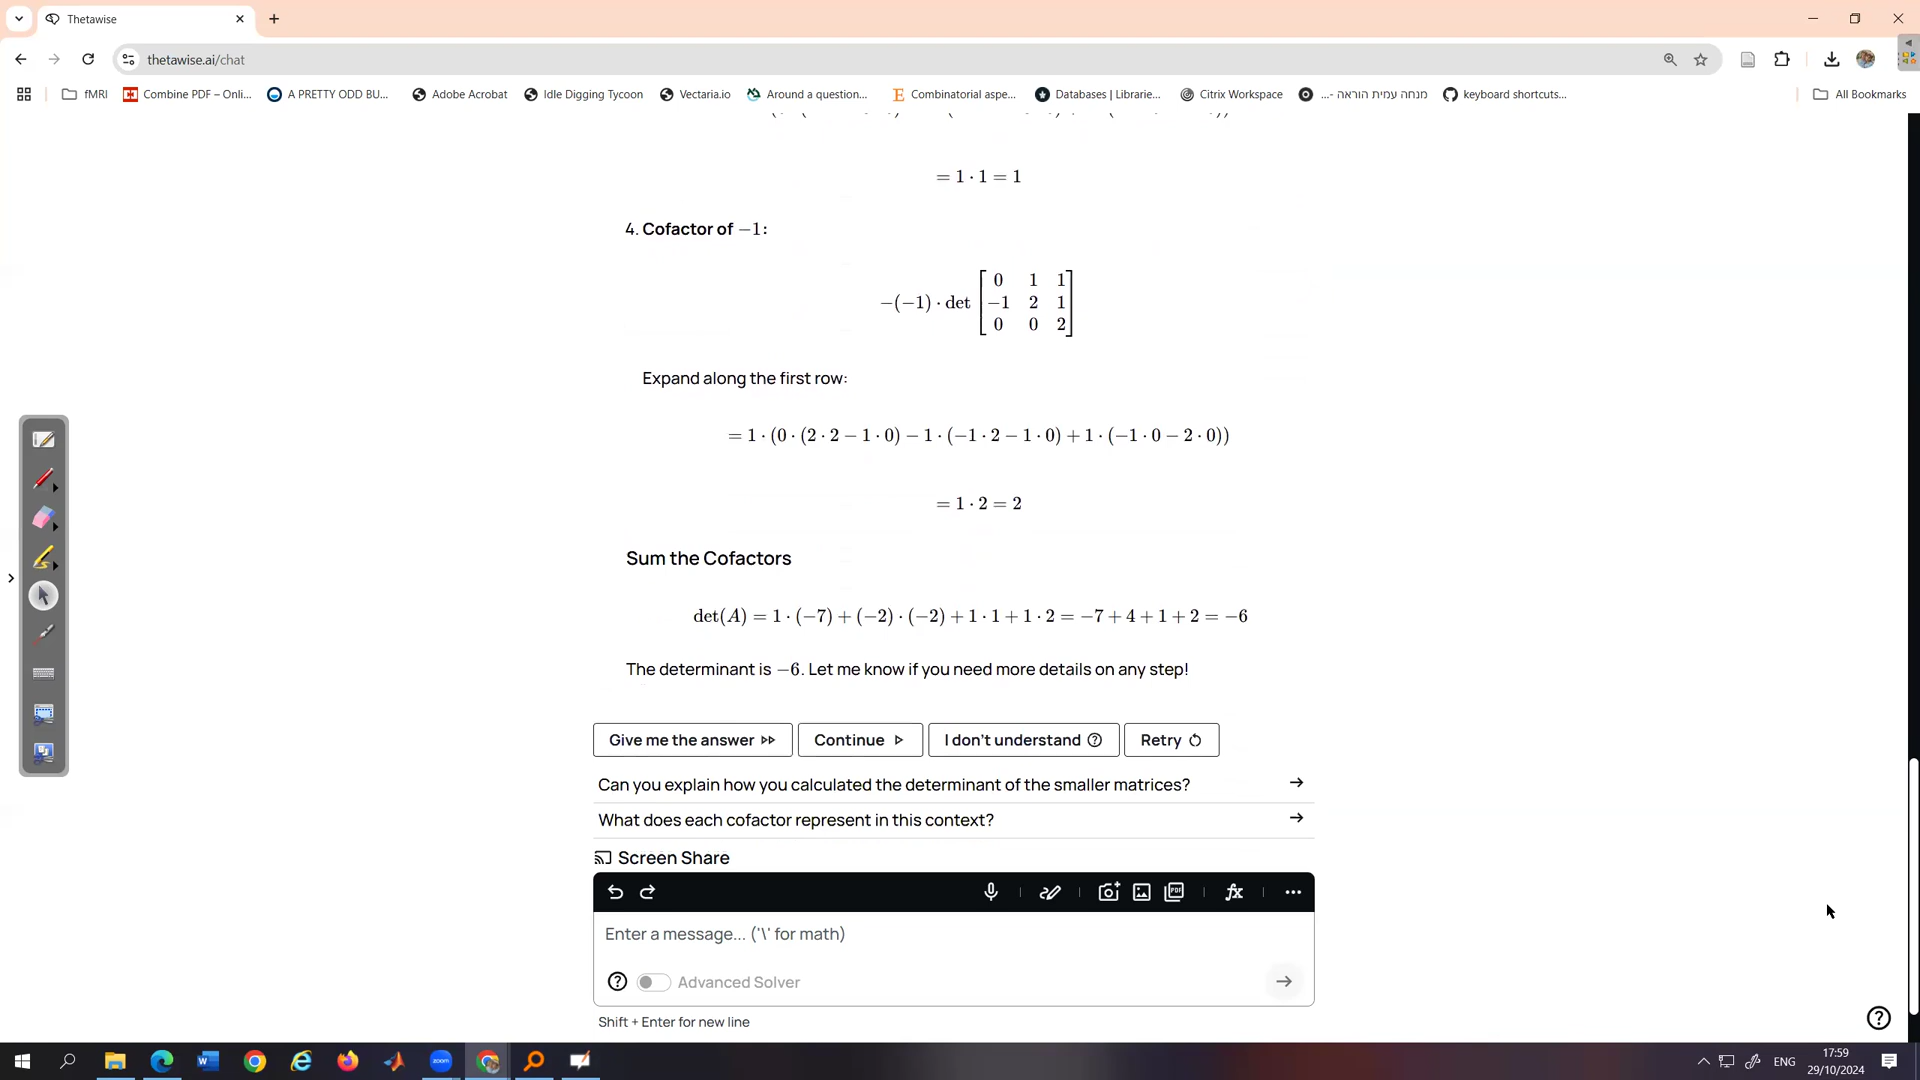 Thetawise
thetawise.ai/chat
fMRI
Combine PDF – Onli...
A PRETTY ODD BU...
Adobe Acrobat
Idle Digging Tycoon
Vectaria.io
Around a question...
Combinatorial aspe...
Databases | Librarie...
Citrix Workspace
מנחה עמית הוראה -...
keyboard shortcuts...
All Bookmarks
= 1 · 1 = 1
4. Cofactor of −1:
−(−1) · det [0 1 1
−1 2 1
0 0 2]
Expand along the first row:
= 1 · (0 · (2 · 2 − 1 · 0) − 1 · (−1 · 2 − 1 · 0) + 1 · (−1 · 0 − 2 · 0))
= 1 · 2 = 2
Sum the Cofactors
det(A) = 1 · (−7) + (−2) · (−2) + 1 · 1 + 1 · 2 = −7 + 4 + 1 + 2 = −6
The determinant is −6. Let me know if you need more details on any step!
Give me the answer
Continue
I don't understand
Retry
Can you explain how you calculated the determinant of the smaller matrices?
What does each cofactor represent in this context?
Screen Share
PDF
fx
Enter a message... ('\' for math)
Advanced Solver
Shift + Enter for new line
zoom
ENG
17:59
29/10/2024